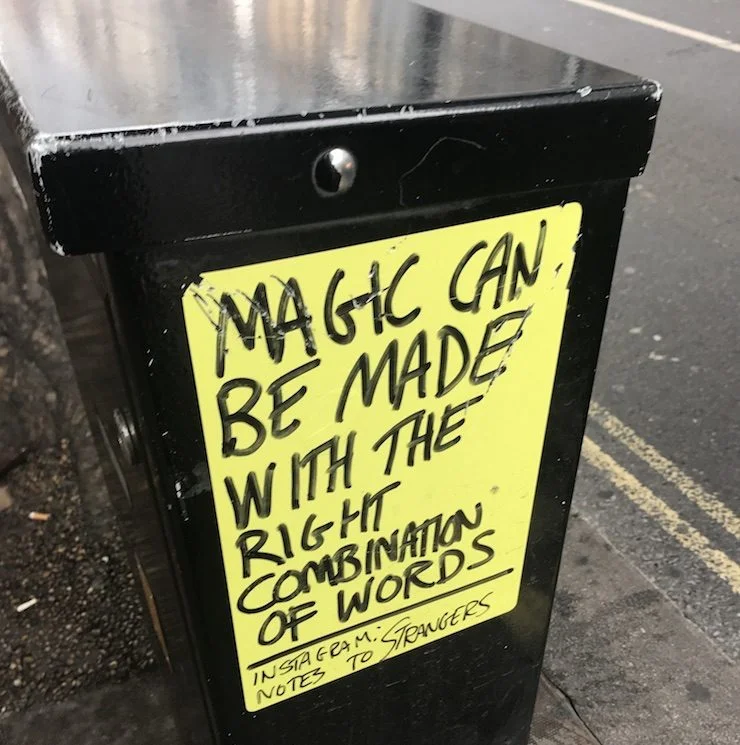 MAGIC CAN
BE MADE
WITH THE
RIGHT
COMBINATION
OF WORDS
INSTAGRAM:
NOTES TO STRANGERS